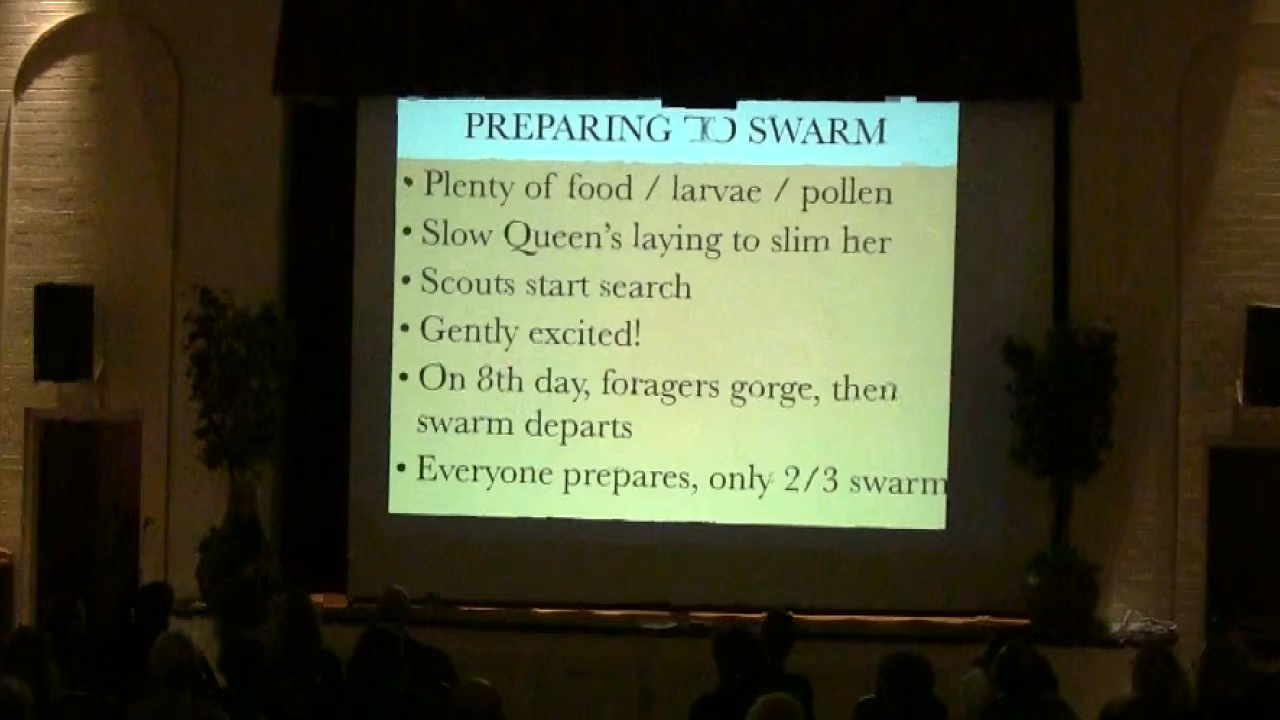 PREPARING TO SWARM
• Plenty of food / larvae / pollen
• Slow Queen's laying to slim her
• Scouts start search
• Gently excited!
• On 8th day, foragers gorge, then
swarm departs
• Everyone prepares, only 2/3 swarm